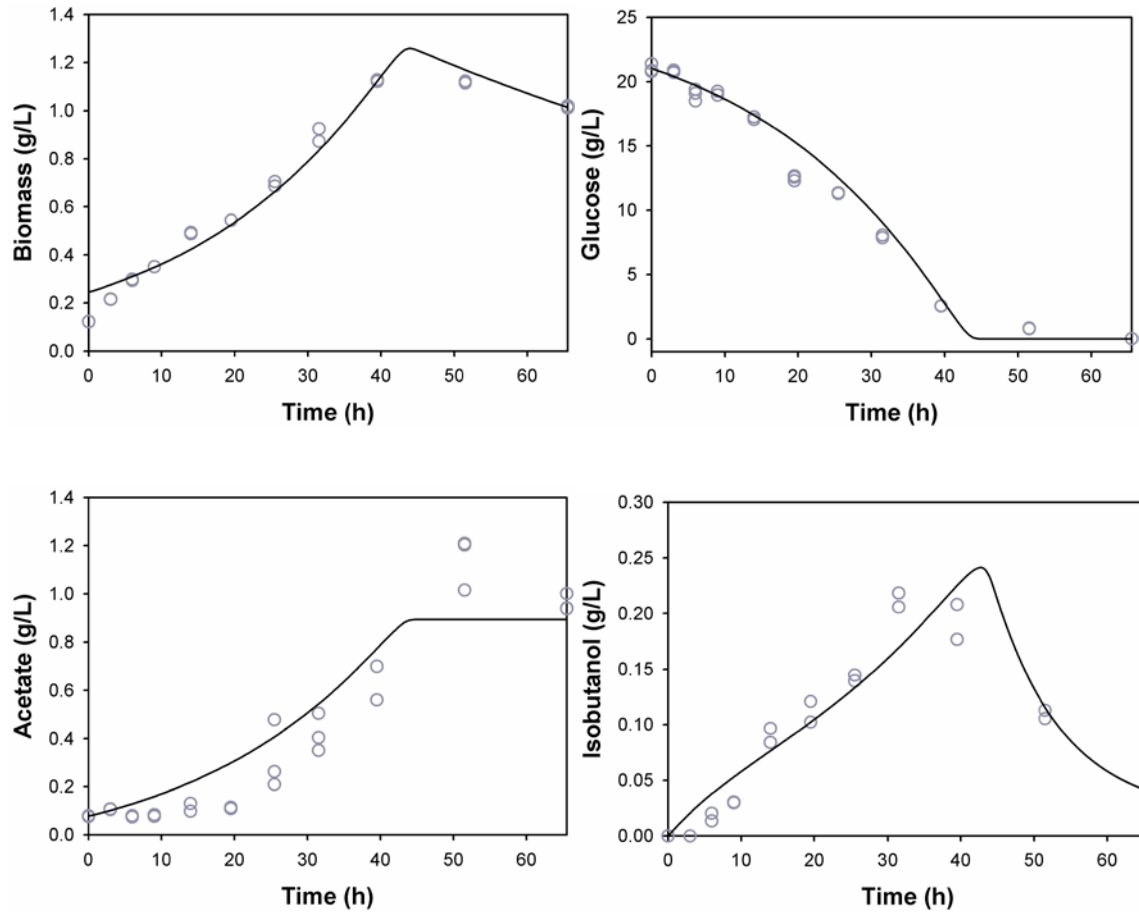 Biomass (g/L)
1.4
1.2
1.0
0.8
0.6
0.4
0.2
0.0
0 10 20 30 40 50 60
Time (h)
Glucose (g/L)
25
20
15
10
5
0
0 10 20 30 40 50 60
Time (h)
Acetate (g/L)
1.4
1.2
1.0
0.8
0.6
0.4
0.2
0.0
0 10 20 30 40 50 60
Time (h)
Isobutanol (g/L)
0.30
0.25
0.20
0.15
0.10
0.05
0.00
0 10 20 30 40 50 60
Time (h)